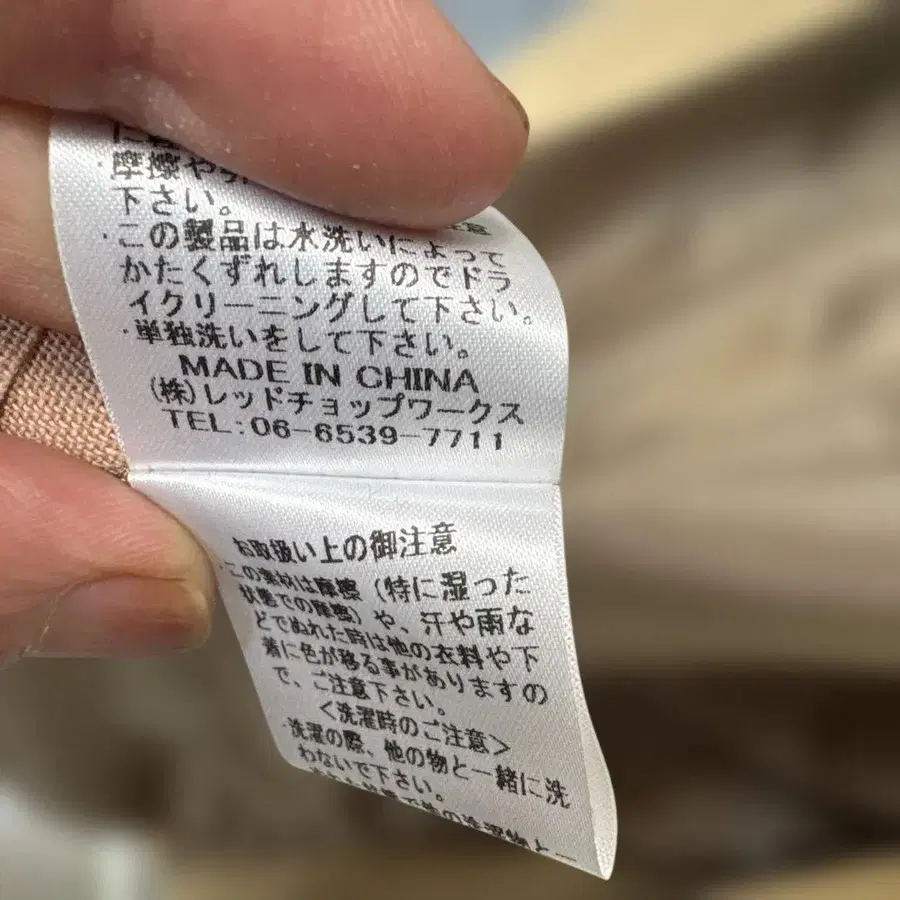 ・摩擦や引
下さい。
・この製品は水洗いによって
かたくずれしますのでドラ
イクリーニングして下さい。
・単独洗いをして下さい。
MADE IN CHINA
(株)レッドチョップワークス
TEL:06-6539-7711
お取扱い上の御注意
・この素材は摩擦(特に湿った
状態での摩擦)や、汗や雨な
どでぬれた時は他の衣料や下
着に色が移る事がありますの
で、ご注意下さい。
<洗濯時のご注意>
・洗濯の際、他の物と一緒に洗
わないで下さい。